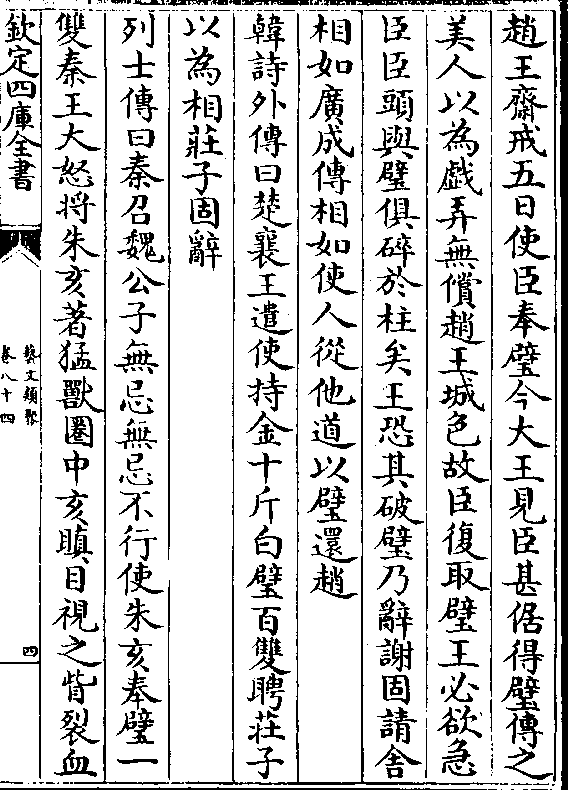 趙王齋戒五日使臣奉璧今大王見臣甚倨得璧傳之
美人以為戲弄無償趙王城色故臣復取璧王必欲急
臣臣頭與璧俱碎於柱矣王恐其破璧乃辭謝固請舍
相如廣成傳相如使人從他道以璧還趙
韓詩外傳曰楚襄王遣使持金十斤白璧百雙聘莊子
以為相莊子固辭
列士傳曰秦召魏公子無忌無忌不行使朱亥奉璧一
雙秦王大怒將朱亥著猛獸圈中亥瞋目視之眥裂血
欽定四庫全書
藝文類聚
卷八十四
四